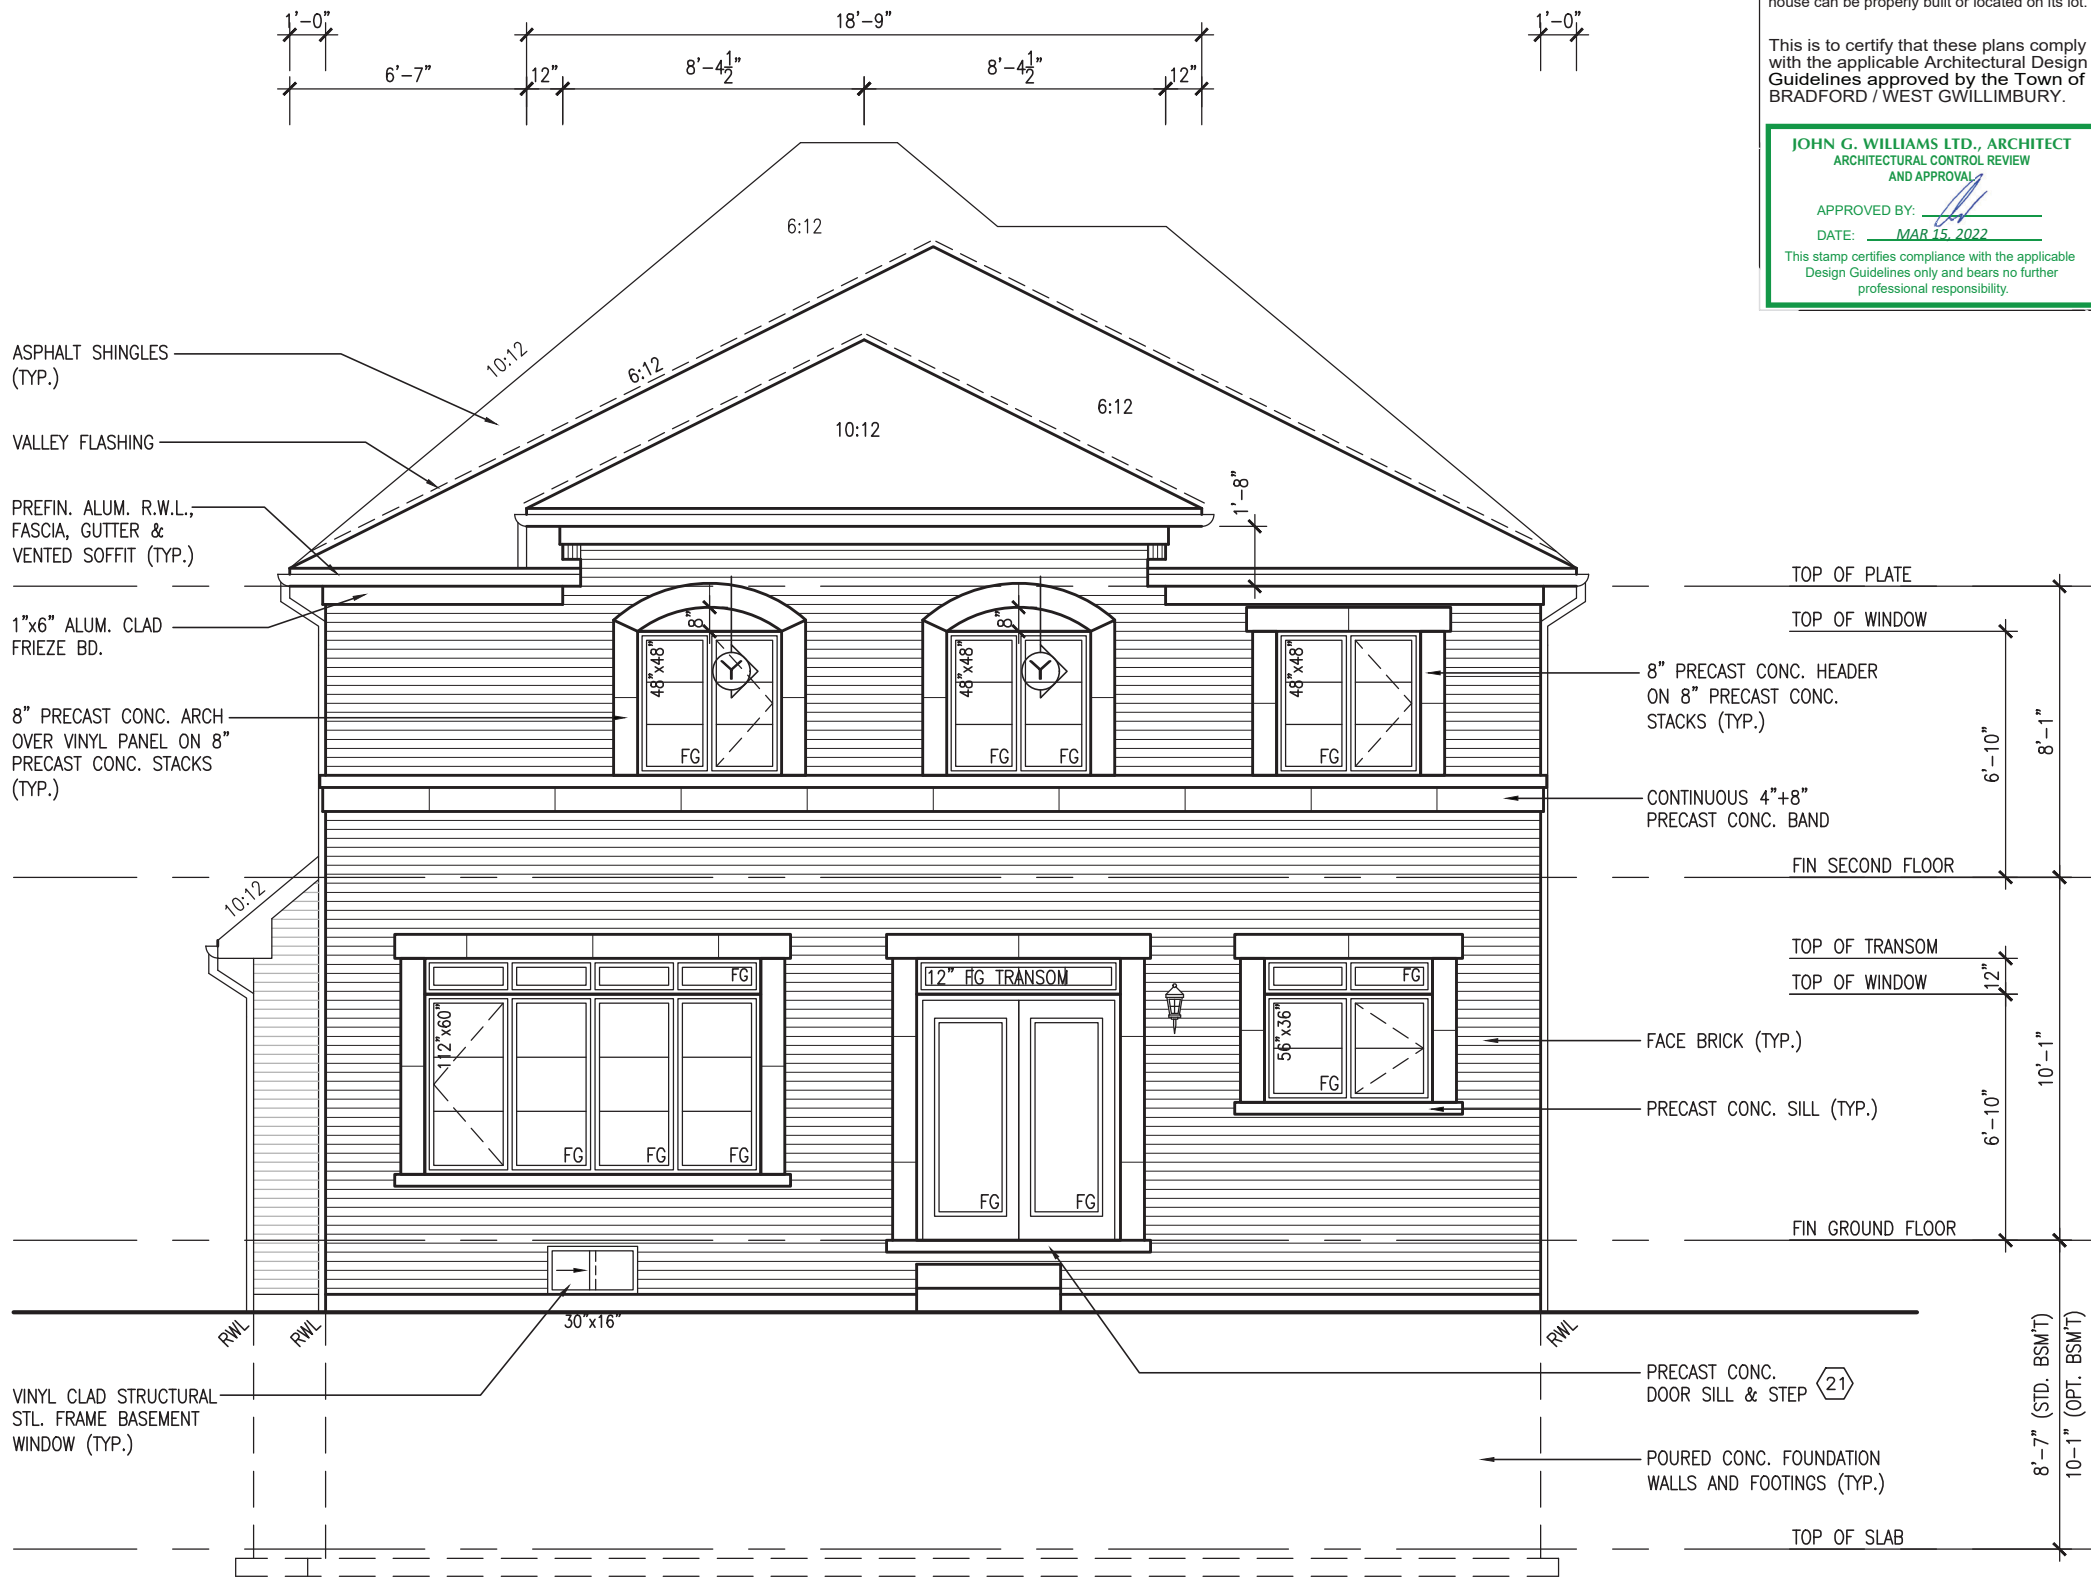 house can be properly built or located on its lot.
This is to certify that these plans comply
with the applicable Architectural Design
Guidelines approved by the Town of
BRADFORD / WEST GWILLIMBURY.
JOHN G. WILLIAMS LTD., ARCHITECT
ARCHITECTURAL CONTROL REVIEW
AND APPROVAL
APPROVED BY:
DATE: MAR 15, 2022
This stamp certifies compliance with the applicable
Design Guidelines only and bears no further
professional responsibility.
1'-0" 18'-9" 1'-0"
6'-7" 12" 8'-4½" 8'-4½" 12"
6:12
10:12
6:12
6:12
10:12
1'-8"
ASPHALT SHINGLES
(TYP.)
VALLEY FLASHING
PREFIN. ALUM. R.W.L.,
FASCIA, GUTTER &
VENTED SOFFIT (TYP.)
1"x6" ALUM. CLAD
FRIEZE BD.
8" PRECAST CONC. ARCH
OVER VINYL PANEL ON 8"
PRECAST CONC. STACKS
(TYP.)
8" 8"
48"x48" 48"x48" 48"x48"
Y Y
FG FG FG FG
TOP OF PLATE
TOP OF WINDOW
8" PRECAST CONC. HEADER
ON 8" PRECAST CONC.
STACKS (TYP.)
6'-10"
8'-1"
CONTINUOUS 4"+8"
PRECAST CONC. BAND
FIN SECOND FLOOR
10:12
TOP OF TRANSOM
TOP OF WINDOW
12"
FG 12" FG TRANSOM FG
112"x60" 56"x36"
FG
FACE BRICK (TYP.)
10'-1"
PRECAST CONC. SILL (TYP.)
6'-10"
FG FG FG
FG FG
FIN GROUND FLOOR
30"x16"
RWL RWL RWL
VINYL CLAD STRUCTURAL
STL. FRAME BASEMENT
WINDOW (TYP.)
PRECAST CONC.
DOOR SILL & STEP 21
POURED CONC. FOUNDATION
WALLS AND FOOTINGS (TYP.)
8'-7" (STD. BSM'T)
10-1" (OPT. BSM'T)
TOP OF SLAB